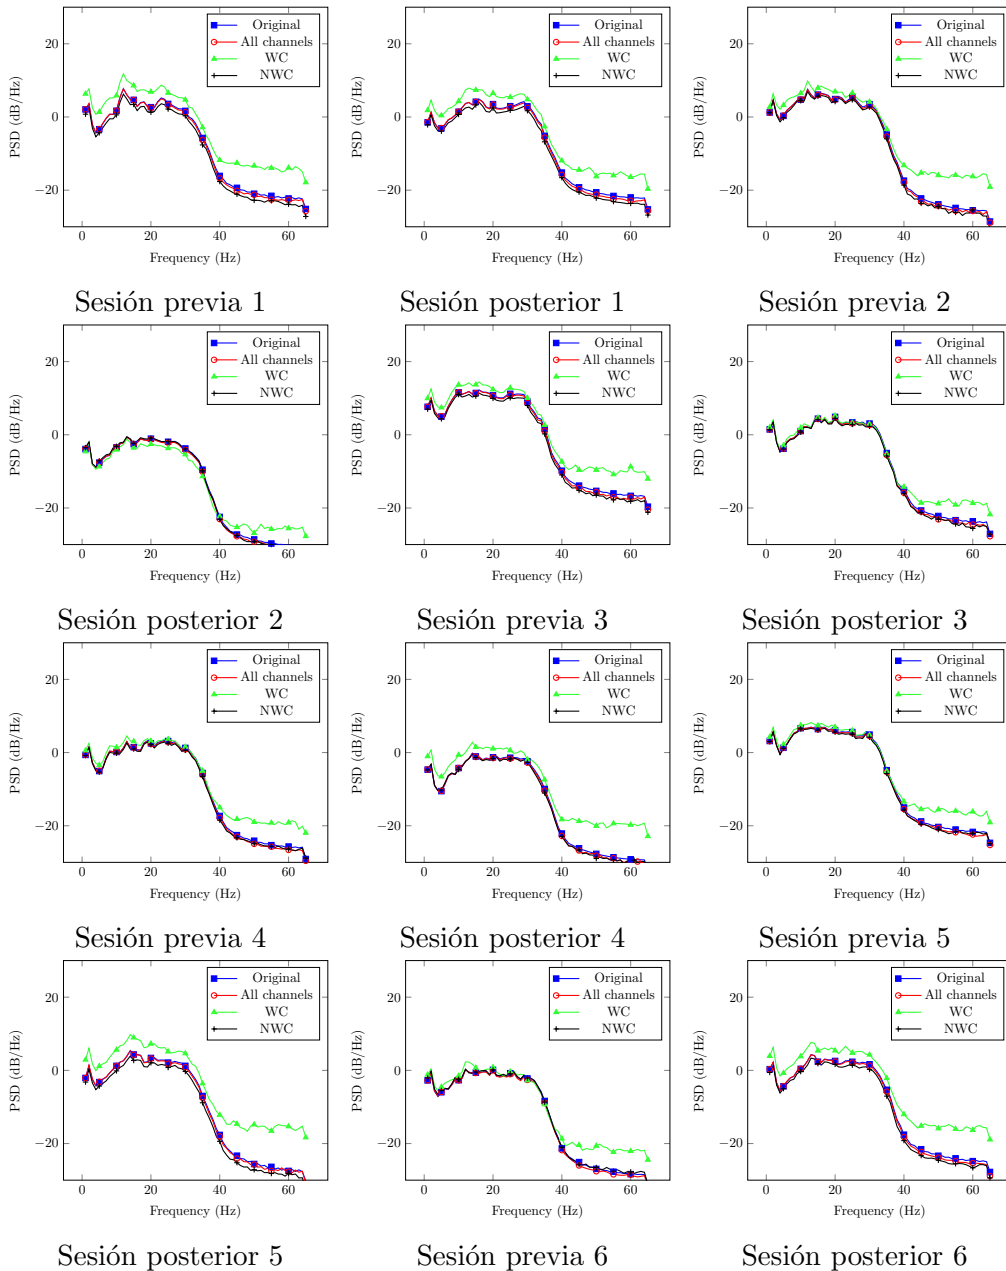 20
0
−20
PSD (dB/Hz)
Original
All channels
WC
NWC
0 20 40 60
Frequency (Hz)
Sesión previa 1
20
0
−20
PSD (dB/Hz)
Original
All channels
WC
NWC
0 20 40 60
Frequency (Hz)
Sesión posterior 1
20
0
−20
PSD (dB/Hz)
Original
All channels
WC
NWC
0 20 40 60
Frequency (Hz)
Sesión previa 2
20
0
−20
PSD (dB/Hz)
Original
All channels
WC
NWC
0 20 40 60
Frequency (Hz)
Sesión posterior 2
20
0
−20
PSD (dB/Hz)
Original
All channels
WC
NWC
0 20 40 60
Frequency (Hz)
Sesión previa 3
20
0
−20
PSD (dB/Hz)
Original
All channels
WC
NWC
0 20 40 60
Frequency (Hz)
Sesión posterior 3
20
0
−20
PSD (dB/Hz)
Original
All channels
WC
NWC
0 20 40 60
Frequency (Hz)
Sesión previa 4
20
0
−20
PSD (dB/Hz)
Original
All channels
WC
NWC
0 20 40 60
Frequency (Hz)
Sesión posterior 4
20
0
−20
PSD (dB/Hz)
Original
All channels
WC
NWC
0 20 40 60
Frequency (Hz)
Sesión previa 5
20
0
−20
PSD (dB/Hz)
Original
All channels
WC
NWC
0 20 40 60
Frequency (Hz)
Sesión posterior 5
20
0
−20
PSD (dB/Hz)
Original
All channels
WC
NWC
0 20 40 60
Frequency (Hz)
Sesión previa 6
20
0
−20
PSD (dB/Hz)
Original
All channels
WC
NWC
0 20 40 60
Frequency (Hz)
Sesión posterior 6